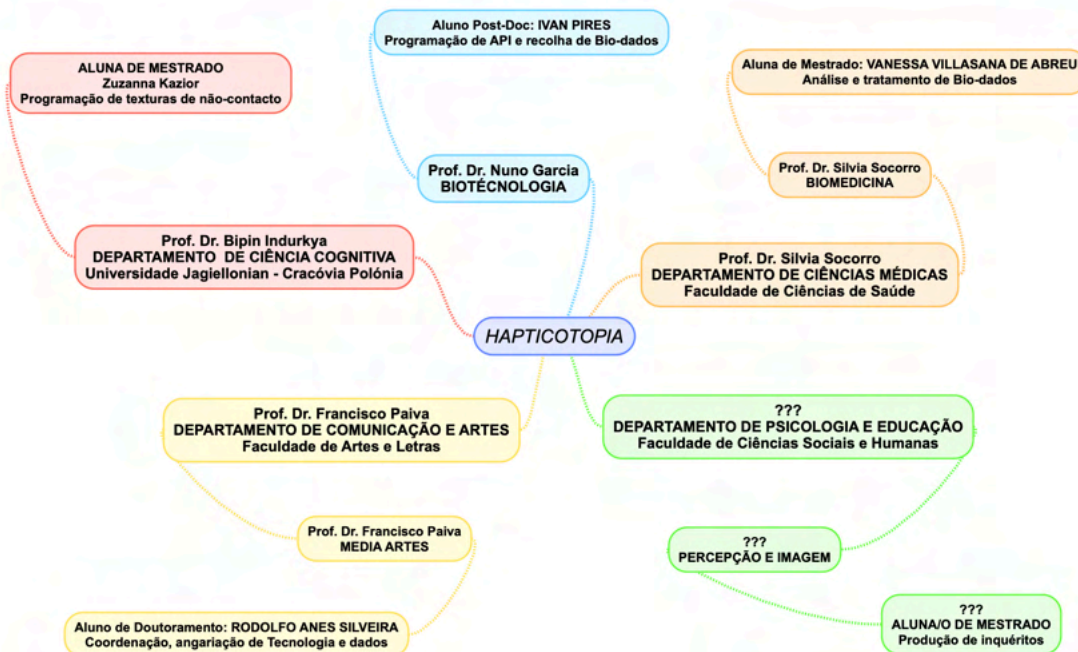 Aluno Post-Doc: IVAN PIRES
Programação de API e recolha de Bio-dados
ALUNA DE MESTRADO
Zuzanna Kazior
Programação de texturas de não-contacto
Aluna de Mestrado: VANESSA VILLASANA DE ABREU
Análise e tratamento de Bio-dados
Prof. Dr. Nuno Garcia
BIOTÉCNOLOGIA
Prof. Dr. Silvia Socorro
BIOMEDICINA
Prof. Dr. Bipin Indurkya
DEPARTAMENTO DE CIÊNCIA COGNITIVA
Universidade Jagiellonian - Cracóvia Polónia
Prof. Dr. Silvia Socorro
DEPARTAMENTO DE CIÊNCIAS MÉDICAS
Faculdade de Ciências de Saúde
HAPTICOTOPIA
Prof. Dr. Francisco Paiva
DEPARTAMENTO DE COMUNICAÇÃO E ARTES
Faculdade de Artes e Letras
???
DEPARTAMENTO DE PSICOLOGIA E EDUCAÇÃO
Faculdade de Ciências Sociais e Humanas
Prof. Dr. Francisco Paiva
MEDIA ARTES
???
PERCEPÇÃO E IMAGEM
Aluno de Doutoramento: RODOLFO ANES SILVEIRA
Coordenação, angariação de Tecnologia e dados
???
ALUNA/O DE MESTRADO
Produção de inquéritos